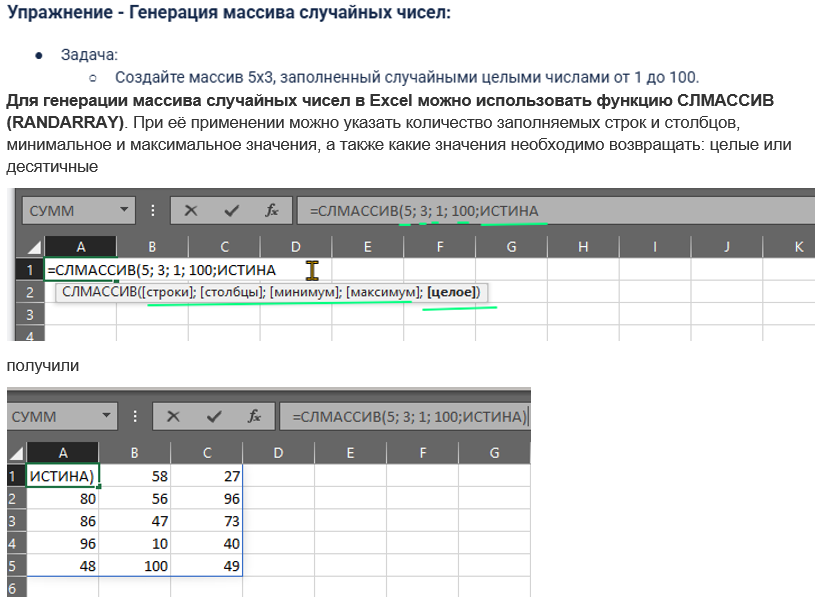 Упражнение - Генерация массива случайных чисел:
● Задача:
○ Создайте массив 5х3, заполненный случайными целыми числами от 1 до 100.
Для генерации массива случайных чисел в Excel можно использовать функцию СЛМАССИВ
(RANDARRAY). При её применении можно указать количество заполняемых строк и столбцов,
минимальное и максимальное значения, а также какие значения необходимо возвращать: целые или
десятичные
СУММ fx =СЛМАССИВ(5; 3; 1; 100;ИСТИНА
A B C D E F G H I J K
1 =СЛМАССИВ(5; 3; 1; 100;ИСТИНА
2 СЛМАССИВ([строки]; [столбцы]; [минимум]; [максимум]; [целое])
3
4
получили
СУММ fx =СЛМАССИВ(5; 3; 1; 100;ИСТИНА)
A B C D E F G
1 ИСТИНА) 58 27
2 80 56 96
3 86 47 73
4 96 10 40
5 48 100 49
6